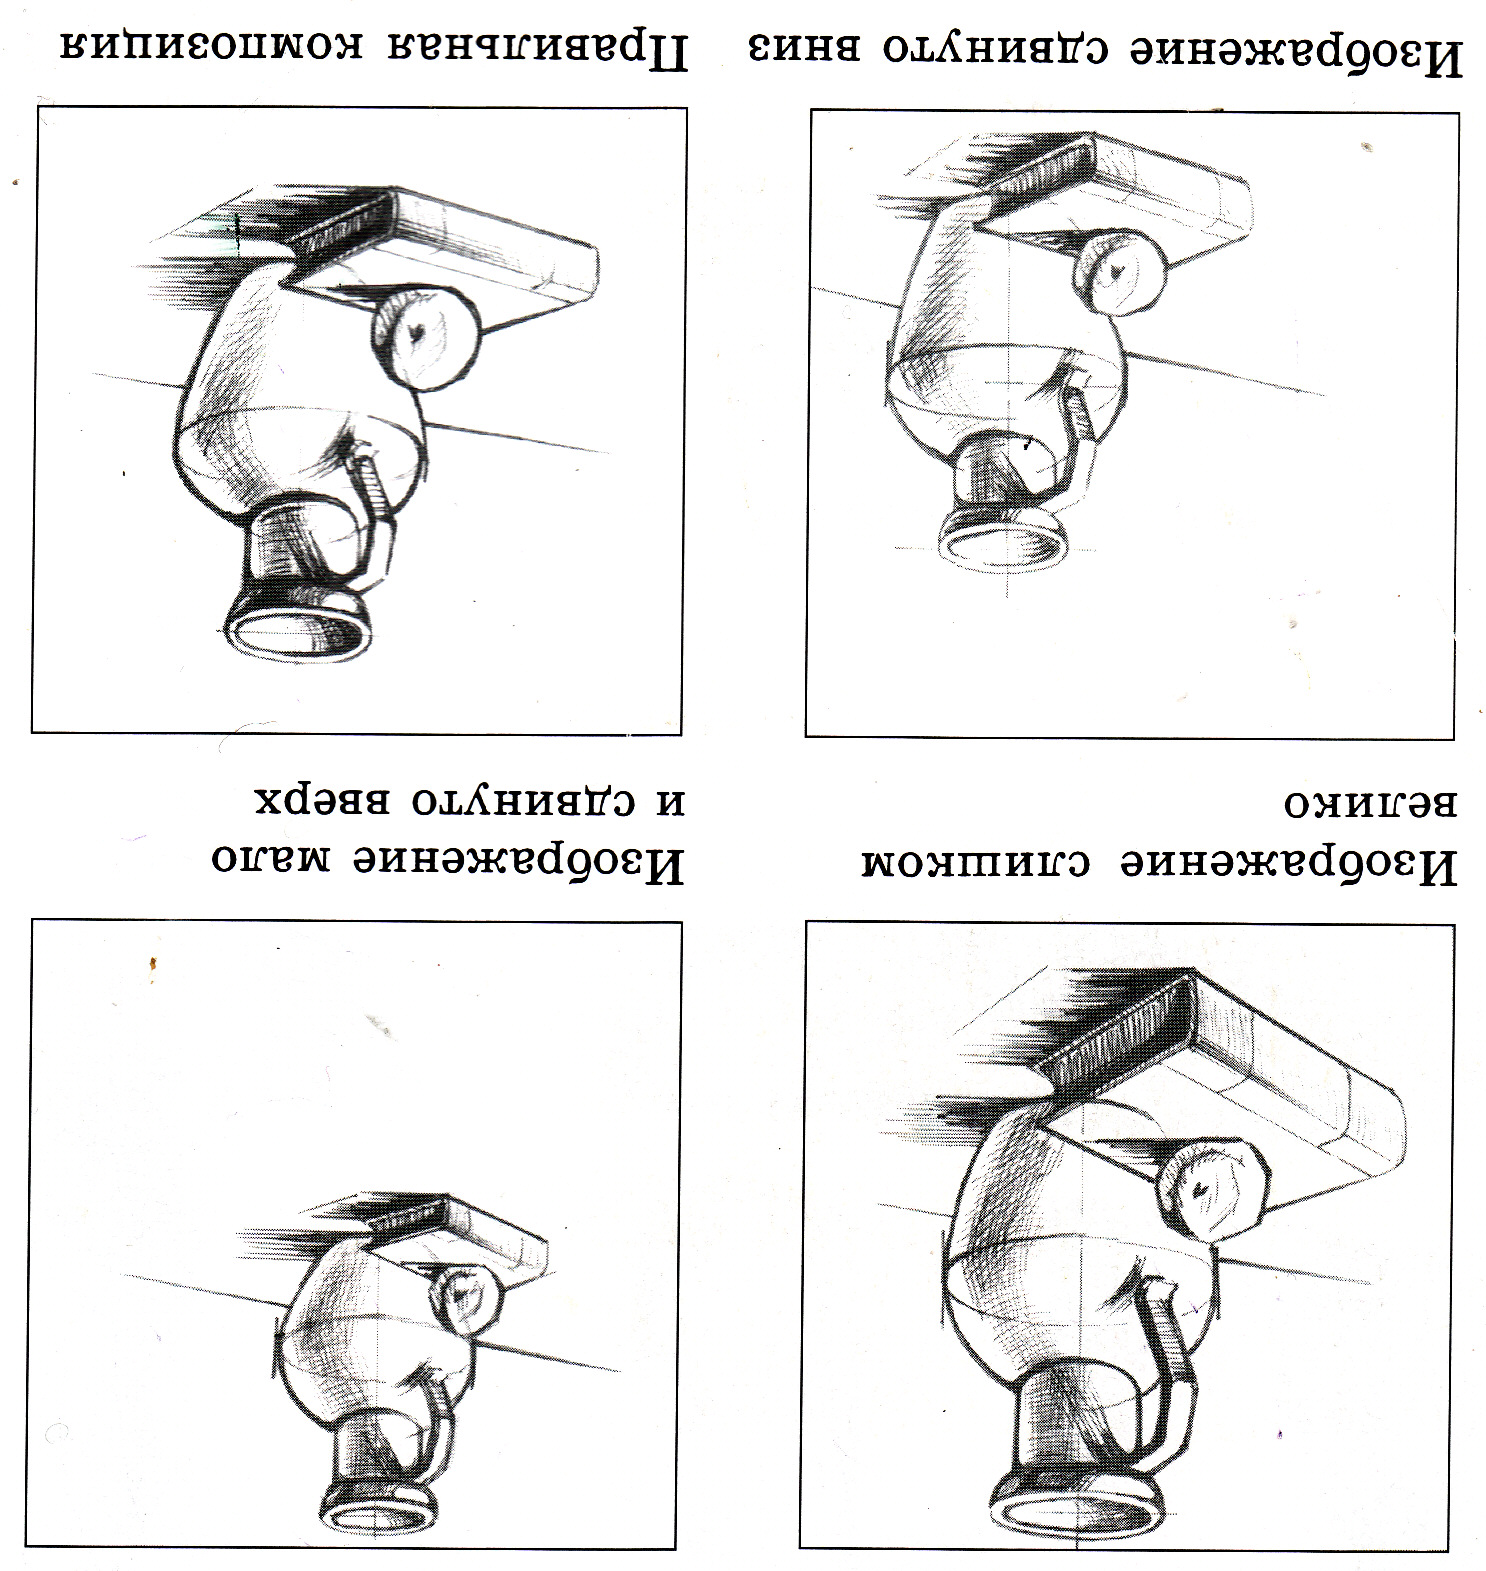 Изображение слишком
велико
Изображение мало
и сдвинуто вверх
Изображение сдвинуто вниз
Правильная композиция